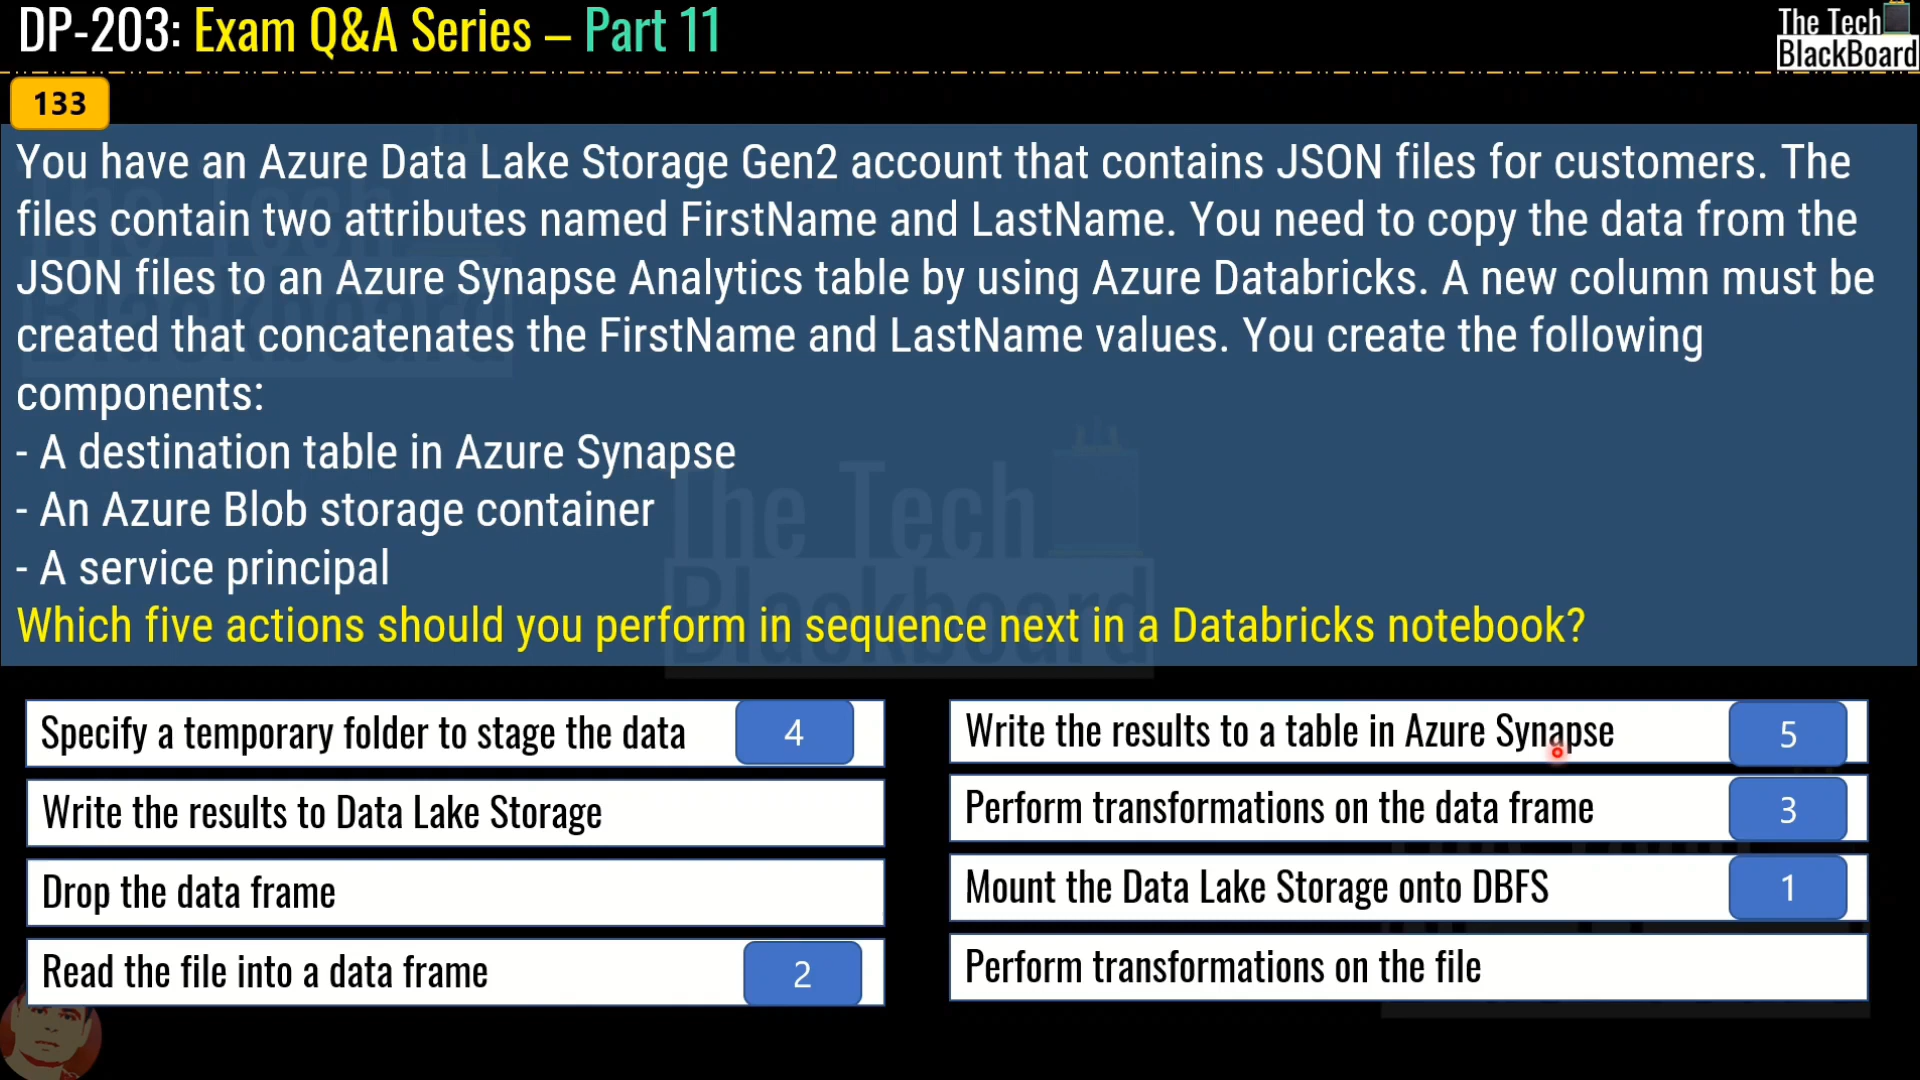 DP-203: Exam Q&A Series – Part 11
The Tech
BlackBoard
133
You have an Azure Data Lake Storage Gen2 account that contains JSON files for customers. The
files contain two attributes named FirstName and LastName. You need to copy the data from the
JSON files to an Azure Synapse Analytics table by using Azure Databricks. A new column must be
created that concatenates the FirstName and LastName values. You create the following
components:
- A destination table in Azure Synapse
- An Azure Blob storage container
- A service principal
Which five actions should you perform in sequence next in a Databricks notebook?
The Tech
Blackboard
Specify a temporary folder to stage the data 4
Write the results to Data Lake Storage
Drop the data frame
Read the file into a data frame 2
Write the results to a table in Azure Synapse 5
Perform transformations on the data frame 3
Mount the Data Lake Storage onto DBFS 1
Perform transformations on the file